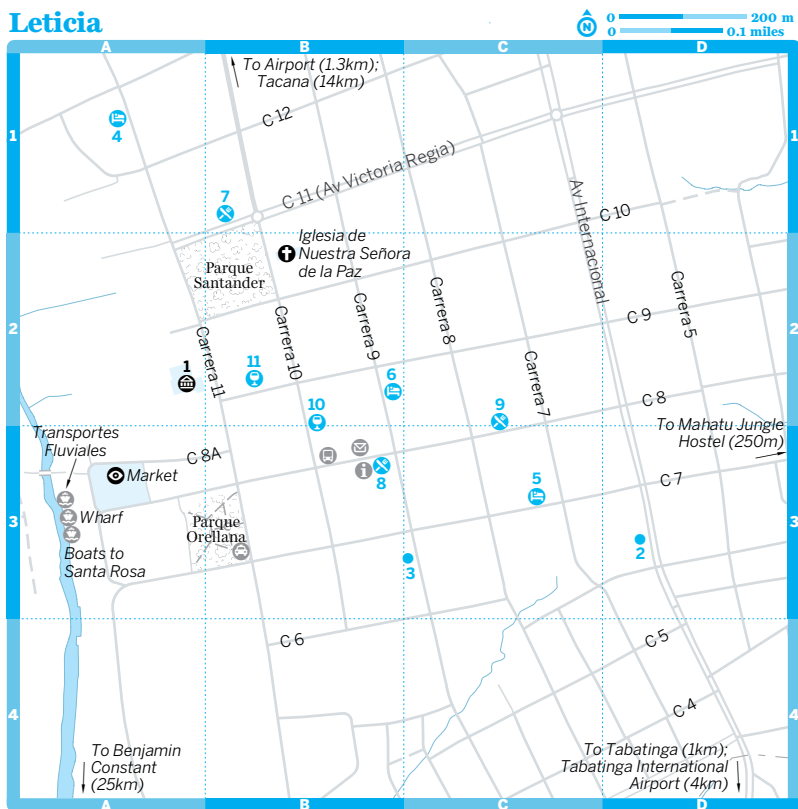 Leticia
N
0 200 m
0 0.1 miles
A B C D
To Airport (1.3km);
Tacana (14km)
C 12
1 1
4
C 11 (Av Victoria Regia)
7
Av Internacional
C 10
Iglesia de
Nuestra Señora
de la Paz
Parque
Santander
Carrera 11
Carrera 10
Carrera 9
Carrera 8
Carrera 7
Carrera 5
C 9
2 2
1
11
6
10
9
C 8
To Mahatu Jungle
Hostel (250m)
Transportes
Fluviales
C 8A
Market
i
8
C 7
5
3 3
Wharf
Parque
Orellana
Boats to
Santa Rosa
3
2
C 6
C 5
C 4
4 4
To Benjamin
Constant
(25km)
To Tabatinga (1km);
Tabatinga International
Airport (4km)
A B C D